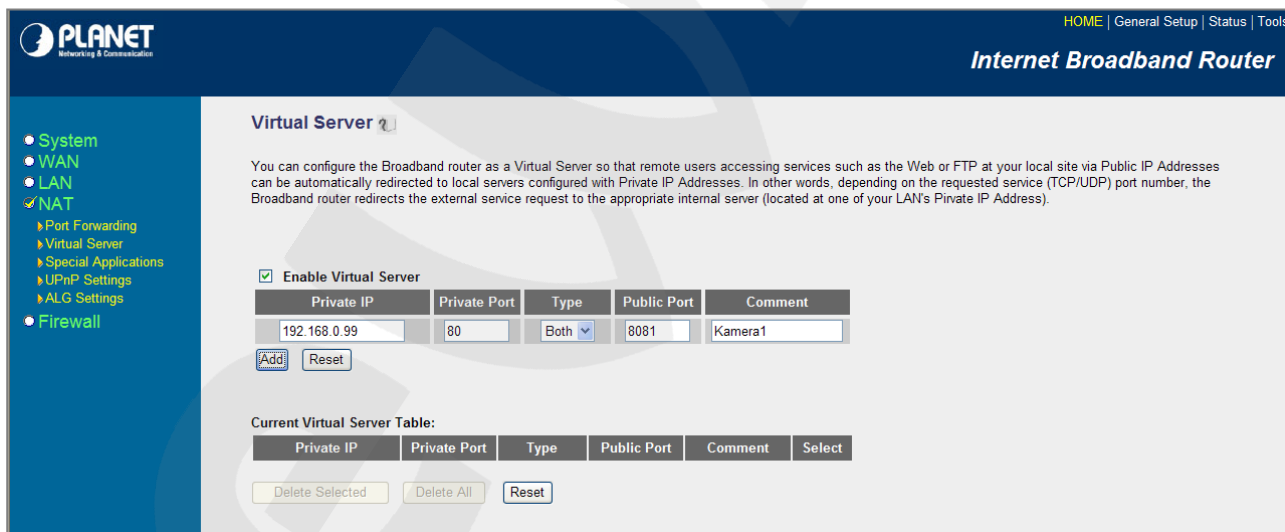 PLANET
Networking & Communication
HOME | General Setup | Status | Tools
Internet Broadband Router
System
WAN
LAN
NAT
Port Forwarding
Virtual Server
Special Applications
UPnP Settings
ALG Settings
Firewall
Virtual Server
You can configure the Broadband router as a Virtual Server so that remote users accessing services such as the Web or FTP at your local site via Public IP Addresses
can be automatically redirected to local servers configured with Private IP Addresses. In other words, depending on the requested service (TCP/UDP) port number, the
Broadband router redirects the external service request to the appropriate internal server (located at one of your LAN's Pirvate IP Address).
Enable Virtual Server
Private IP Private Port Type Public Port Comment
192.168.0.99 80 Both 8081 Kamera1
Add Reset
Current Virtual Server Table:
Private IP Private Port Type Public Port Comment Select
Delete Selected Delete All Reset